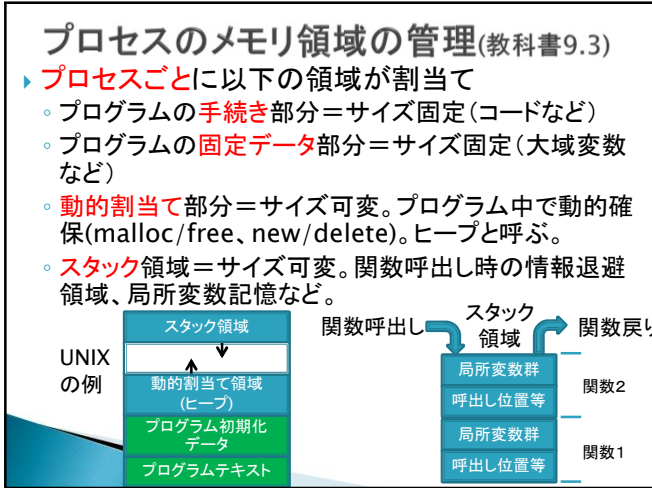 プロセスのメモリ領域の管理(教科書9.3)
プロセスごとに以下の領域が割当て
プログラムの手続き部分＝サイズ固定（コードなど）
プログラムの固定データ部分＝サイズ固定（大域変数
など）
動的割当て部分＝サイズ可変。プログラム中で動的確
保(malloc/free、new/delete)。ヒープと呼ぶ。
スタック領域＝サイズ可変。関数呼出し時の情報退避
領域、局所変数記憶など。
UNIX
の例
スタック領域
動的割当て領域
(ヒープ)
プログラム初期化
データ
プログラムテキスト
関数呼出し
スタック
領域
関数戻り
局所変数群
呼出し位置等
関数2
局所変数群
呼出し位置等
関数1